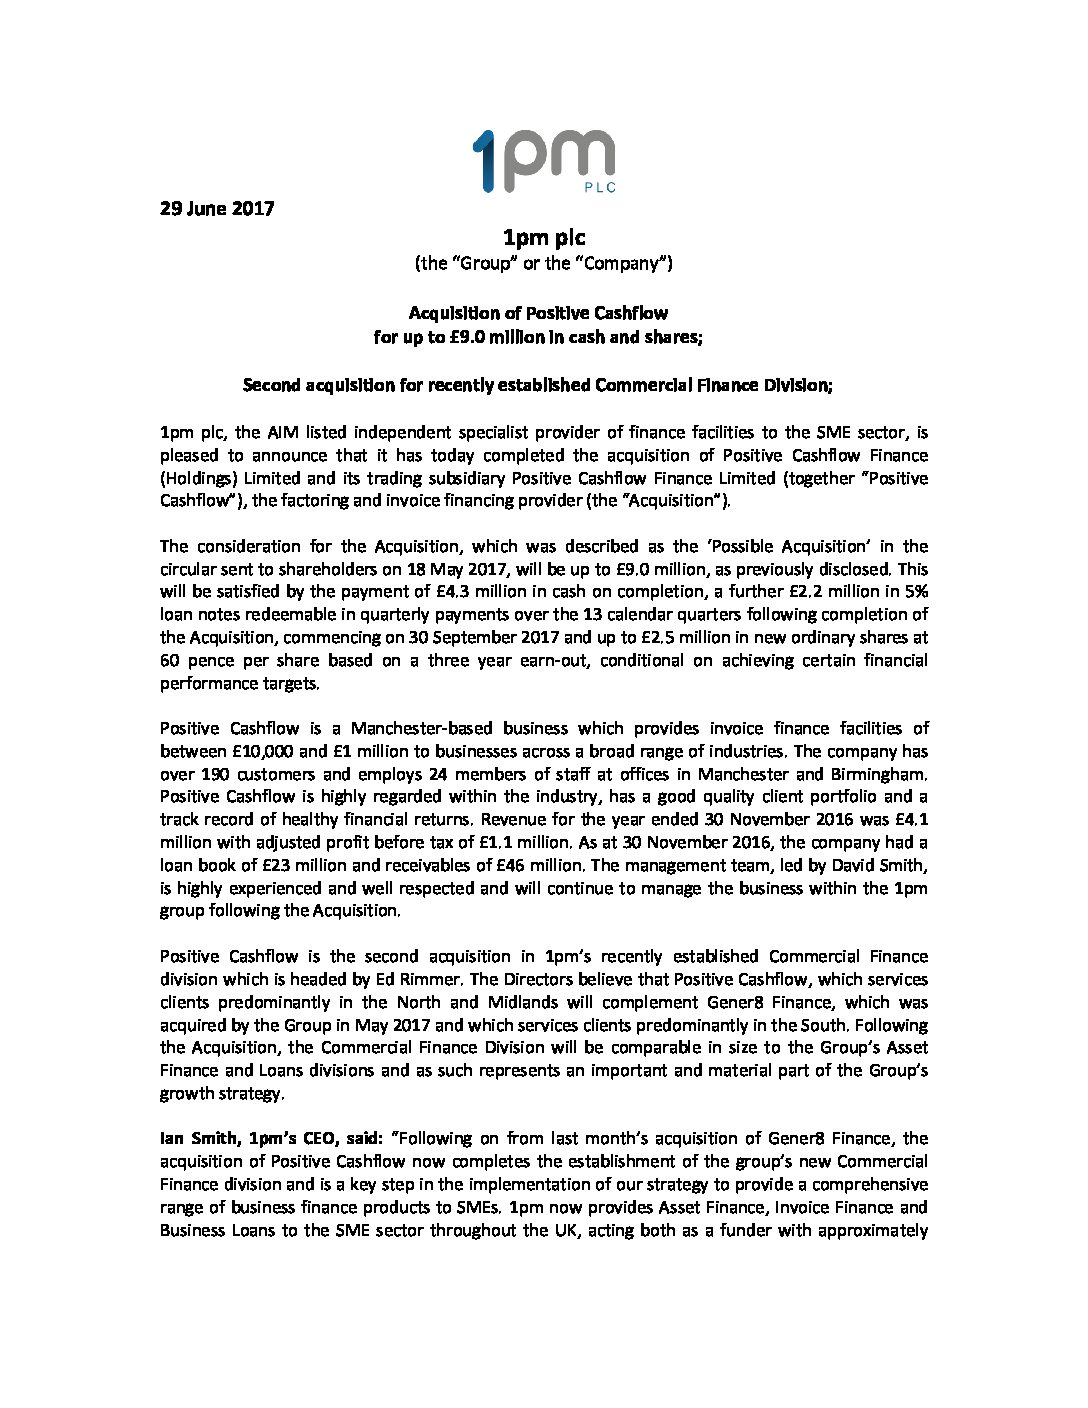 1pm
PLC
29 June 2017
1pm plc
(the “Group” or the “Company”)
Acquisition of Positive Cashflow
for up to £9.0 million in cash and shares;
Second acquisition for recently established Commercial Finance Division;
1pm plc, the AIM listed independent specialist provider of finance facilities to the SME sector, is
pleased to announce that it has today completed the acquisition of Positive Cashflow Finance
(Holdings) Limited and its trading subsidiary Positive Cashflow Finance Limited (together “Positive
Cashflow”), the factoring and invoice financing provider (the “Acquisition”).
The consideration for the Acquisition, which was described as the ‘Possible Acquisition’ in the
circular sent to shareholders on 18 May 2017, will be up to £9.0 million, as previously disclosed. This
will be satisfied by the payment of £4.3 million in cash on completion, a further £2.2 million in 5%
loan notes redeemable in quarterly payments over the 13 calendar quarters following completion of
the Acquisition, commencing on 30 September 2017 and up to £2.5 million in new ordinary shares at
60 pence per share based on a three year earn-out, conditional on achieving certain financial
performance targets.
Positive Cashflow is a Manchester-based business which provides invoice finance facilities of
between £10,000 and £1 million to businesses across a broad range of industries. The company has
over 190 customers and employs 24 members of staff at offices in Manchester and Birmingham.
Positive Cashflow is highly regarded within the industry, has a good quality client portfolio and a
track record of healthy financial returns. Revenue for the year ended 30 November 2016 was £4.1
million with adjusted profit before tax of £1.1 million. As at 30 November 2016, the company had a
loan book of £23 million and receivables of £46 million. The management team, led by David Smith,
is highly experienced and well respected and will continue to manage the business within the 1pm
group following the Acquisition.
Positive Cashflow is the second acquisition in 1pm’s recently established Commercial Finance
division which is headed by Ed Rimmer. The Directors believe that Positive Cashflow, which services
clients predominantly in the North and Midlands will complement Gener8 Finance, which was
acquired by the Group in May 2017 and which services clients predominantly in the South. Following
the Acquisition, the Commercial Finance Division will be comparable in size to the Group’s Asset
Finance and Loans divisions and as such represents an important and material part of the Group’s
growth strategy.
Ian Smith, 1pm’s CEO, said: “Following on from last month’s acquisition of Gener8 Finance, the
acquisition of Positive Cashflow now completes the establishment of the group’s new Commercial
Finance division and is a key step in the implementation of our strategy to provide a comprehensive
range of business finance products to SMEs. 1pm now provides Asset Finance, Invoice Finance and
Business Loans to the SME sector throughout the UK, acting both as a funder with approximately